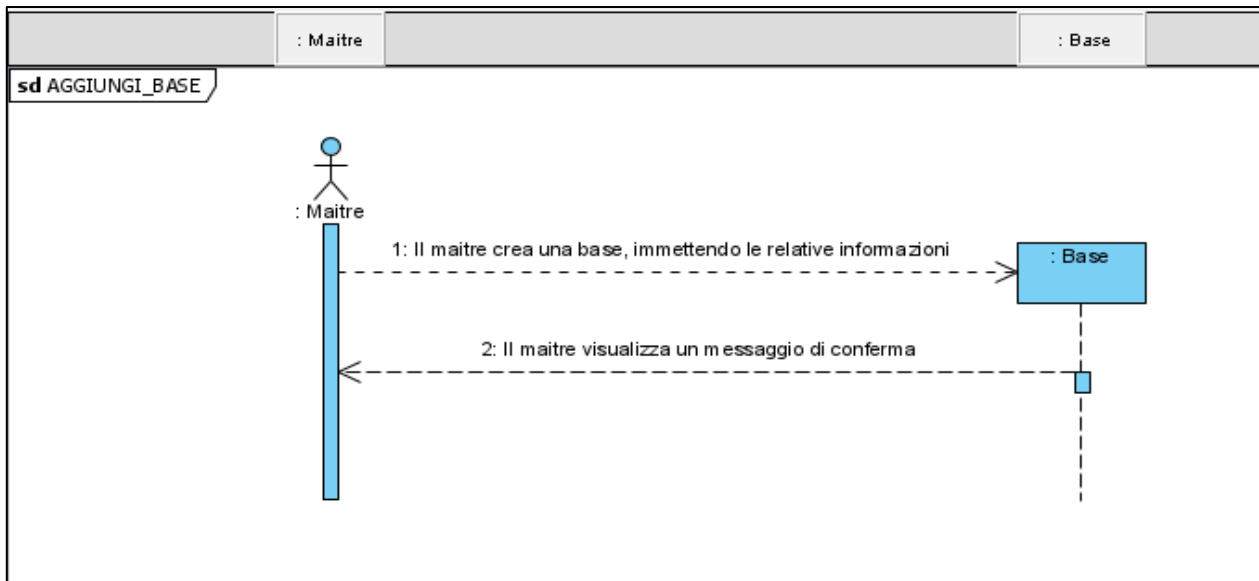 : Maitre
: Base
sd AGGIUNGI_BASE
: Maitre
1: Il maitre crea una base, immettendo le relative informazioni
: Base
2: Il maitre visualizza un messaggio di conferma